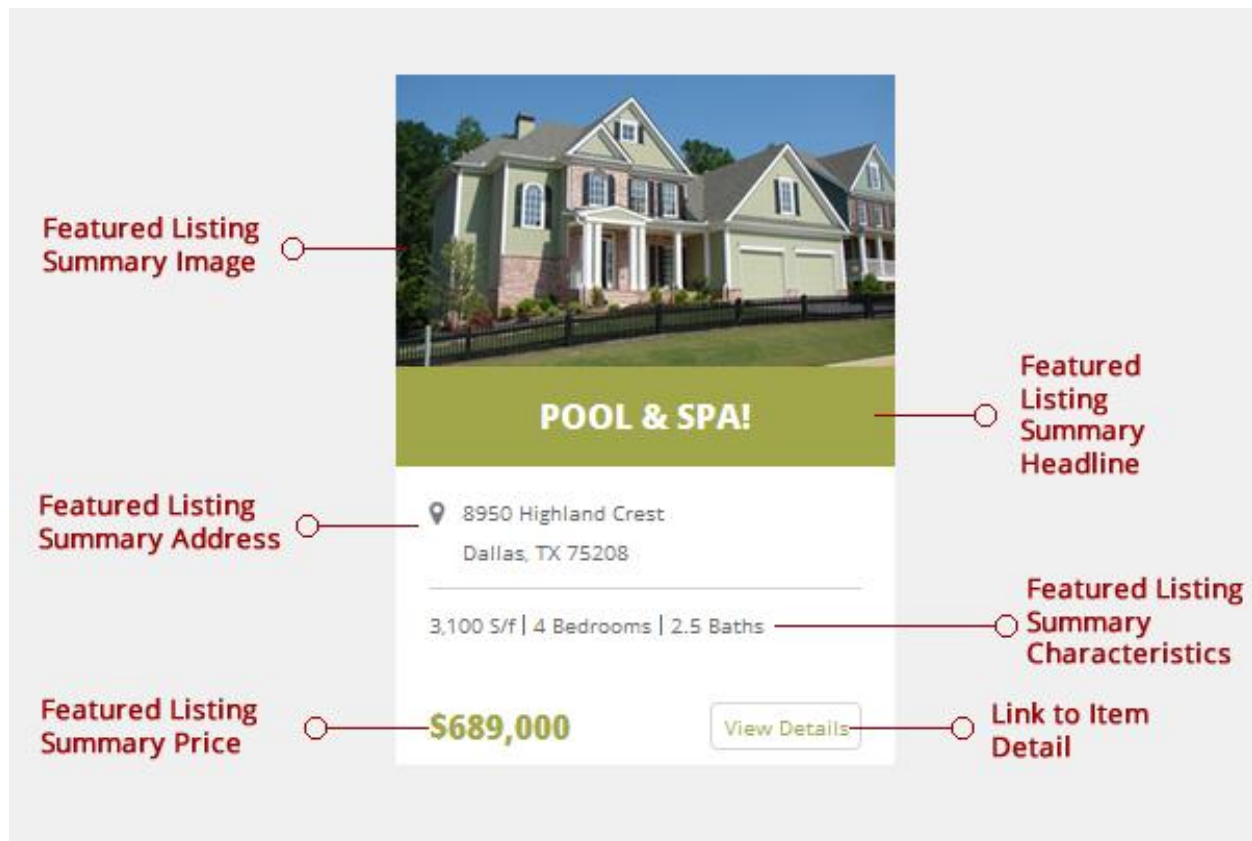 Featured Listing
Summary Image
POOL & SPA!
Featured
Listing
Summary
Headline
Featured Listing
Summary Address
8950 Highland Crest
Dallas, TX 75208
3,100 S/f | 4 Bedrooms | 2.5 Baths
Featured Listing
Summary
Characteristics
Featured Listing
Summary Price
$689,000
View Details
Link to Item
Detail